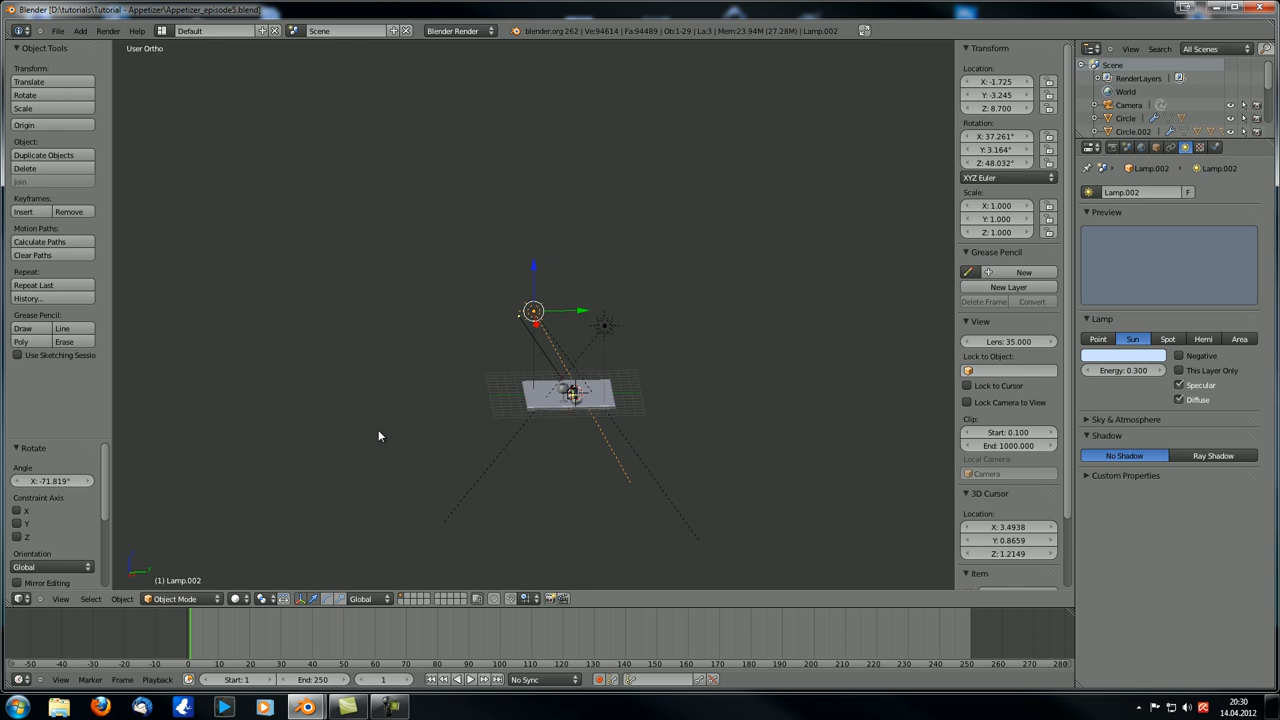 Blender [D:\tutorials\Tutorial - Appetizer\Appetizer_episode5.blend]
File Add Render Help Default Scene Blender Render blender.org 262 | Ve:94614 | Fa:94489 | Ob:1-29 | La:3 | Mem:23.94M (27.28M) | Lamp.002
Object Tools
Transform:
Translate
Rotate
Scale
Origin
Object:
Duplicate Objects
Delete
Join
Keyframes:
Insert Remove
Motion Paths:
Calculate Paths
Clear Paths
Repeat:
Repeat Last
History...
Grease Pencil:
Draw Line
Poly Erase
Use Sketching Sessio
Rotate
Angle
X: -71.819°
Constraint Axis
X
Y
Z
Orientation
Global
Mirror Editing
User Ortho
(1) Lamp.002
Transform
Location:
X: -1.725
Y: -3.245
Z: 8.700
Rotation:
X: 37.261°
Y: 3.164°
Z: 48.032°
XYZ Euler
Scale:
X: 1.000
Y: 1.000
Z: 1.000
Grease Pencil
New
New Layer
Delete Frame Convert
View
Lens: 35.000
Lock to Object:
Lock to Cursor
Lock Camera to View
Clip:
Start: 0.100
End: 1000.000
Local Camera:
Camera
3D Cursor
Location:
X: 3.4938
Y: 0.8659
Z: 1.2149
Item
View Search All Scenes
Scene
RenderLayers
World
Camera
Circle
Circle.002
Lamp.002 Lamp.002
Lamp.002 F
Preview
Lamp
Point Sun Spot Hemi Area
Negative
Energy: 0.300 This Layer Only
Specular
Diffuse
Sky & Atmosphere
Shadow
No Shadow Ray Shadow
Custom Properties
View Select Object Object Mode Global
-50 -40 -30 -20 -10 0 10 20 30 40 50 60 70 80 90 100 110 120 130 140 150 160 170 180 190 200 210 220 230 240 250 260 270 280
View Marker Frame Playback Start: 1 End: 250 1 No Sync
20:30
14.04.2012